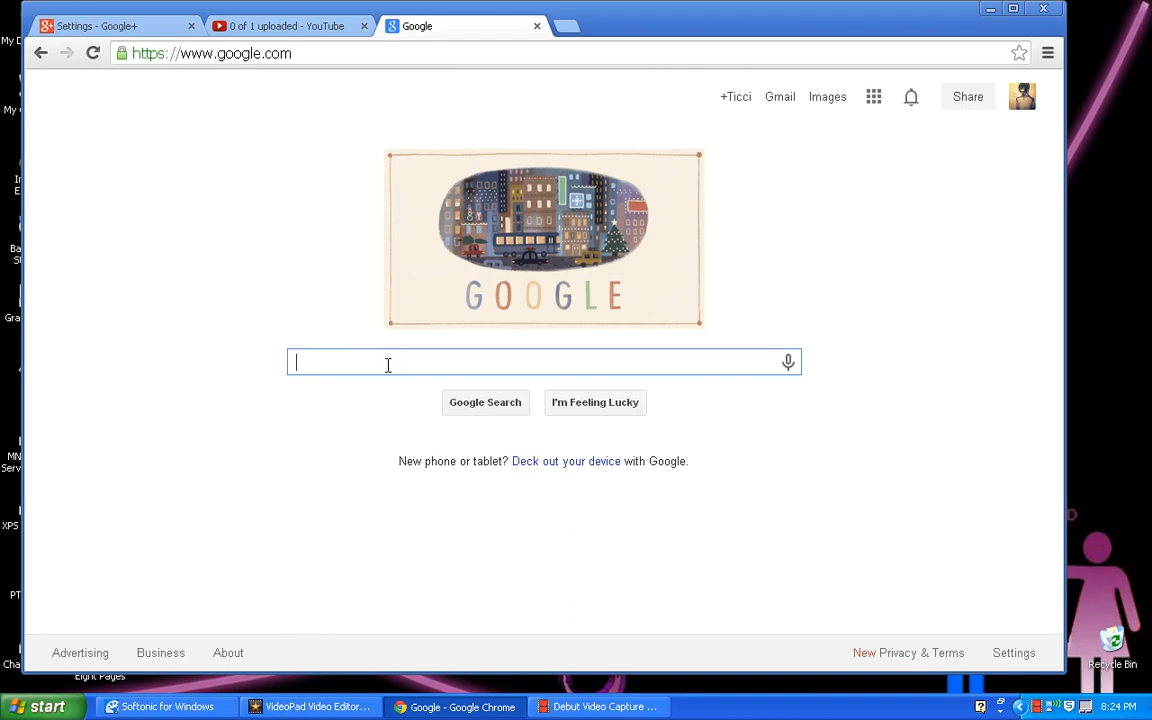 Settings - Google+
0 of 1 uploaded - YouTube
Google
https://www.google.com
+Ticci
Gmail
Images
Share
GOOGLE
Google Search
I'm Feeling Lucky
New phone or tablet? Deck out your device with Google.
Advertising
Business
About
New Privacy & Terms
Settings
Recycle Bin
Eight Pages
start
Softonic for Windows
VideoPad Video Editor...
Google - Google Chrome
Debut Video Capture ...
8:24 PM